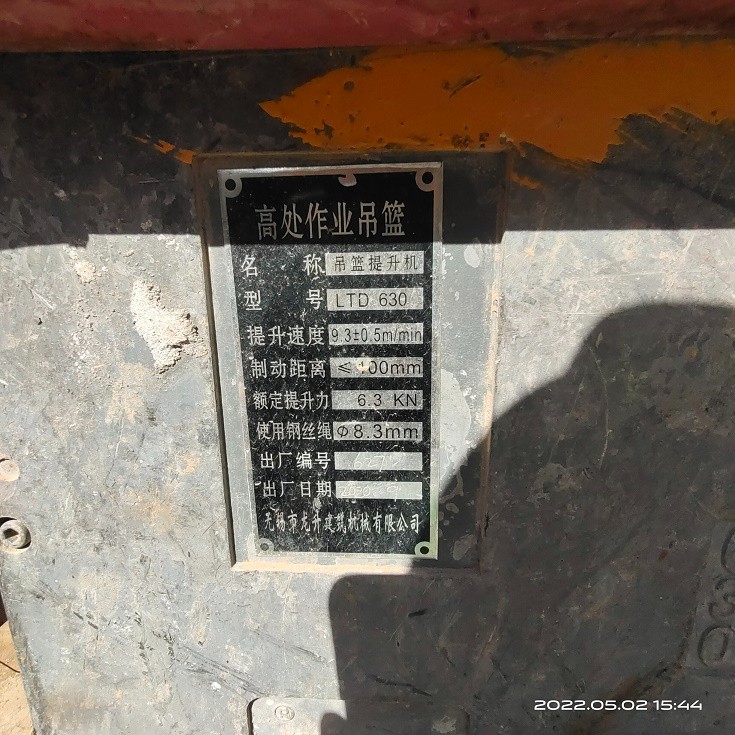 高处作业吊篮
名 称 吊篮提升机
型 号 LTD 630
提升速度 9.3±0.5m/min
制动距离 ≤100mm
额定提升力 6.3 KN
使用钢丝绳 Φ8.3mm
出厂编号
出厂日期
无锡市龙升建筑机械有限公司
2022.05.02 15:44